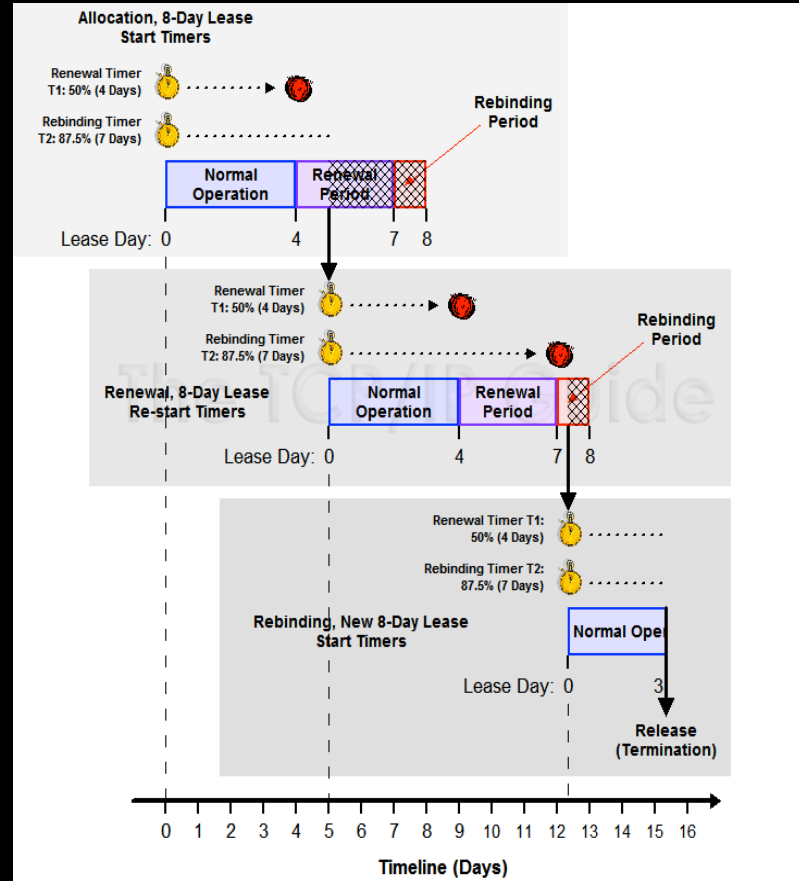 Allocation, 8-Day Lease
Start Timers
Renewal Timer
T1: 50% (4 Days)
Rebinding Timer
T2: 87.5% (7 Days)
Rebinding
Period
Normal
Operation
Renewal
Period
Lease Day: 0 4 7 8
Renewal Timer
T1: 50% (4 Days)
Rebinding Timer
T2: 87.5% (7 Days)
Rebinding
Period
The TCP/IP Guide
Renewal, 8-Day Lease
Re-start Timers
Normal
Operation
Renewal
Period
Lease Day: 0 4 7 8
Renewal Timer T1:
50% (4 Days)
Rebinding Timer T2:
87.5% (7 Days)
Rebinding, New 8-Day Lease
Start Timers
Normal Oper
Lease Day: 0 3
Release
(Termination)
0 1 2 3 4 5 6 7 8 9 10 11 12 13 14 15 16
Timeline (Days)